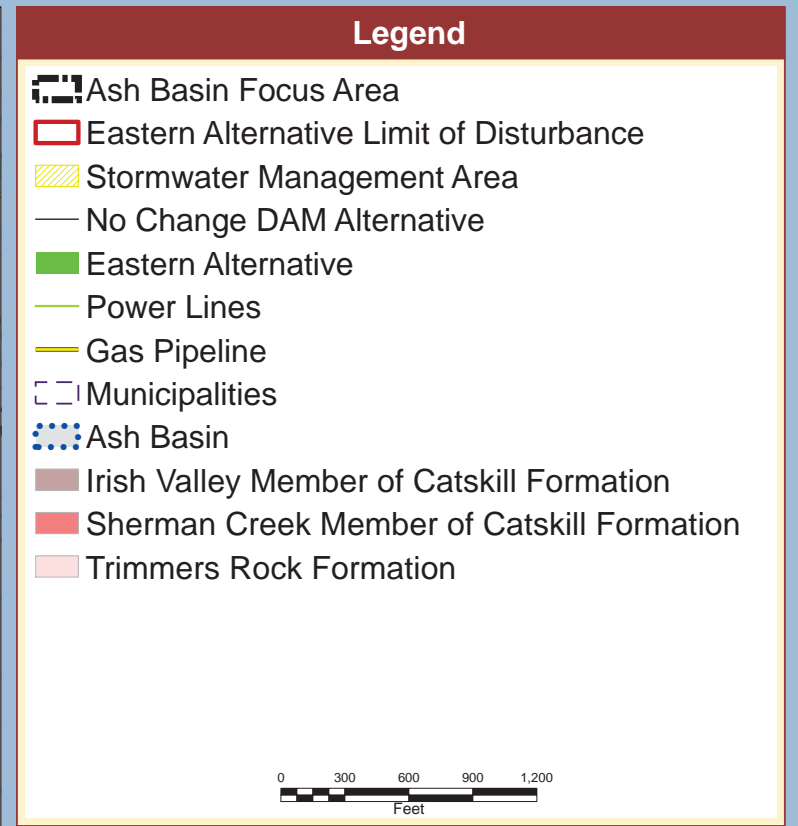 Legend
Ash Basin Focus Area
Eastern Alternative Limit of Disturbance
Stormwater Management Area
No Change DAM Alternative
Eastern Alternative
Power Lines
Gas Pipeline
Municipalities
Ash Basin
Irish Valley Member of Catskill Formation
Sherman Creek Member of Catskill Formation
Trimmers Rock Formation
0 300 600 900 1,200
Feet